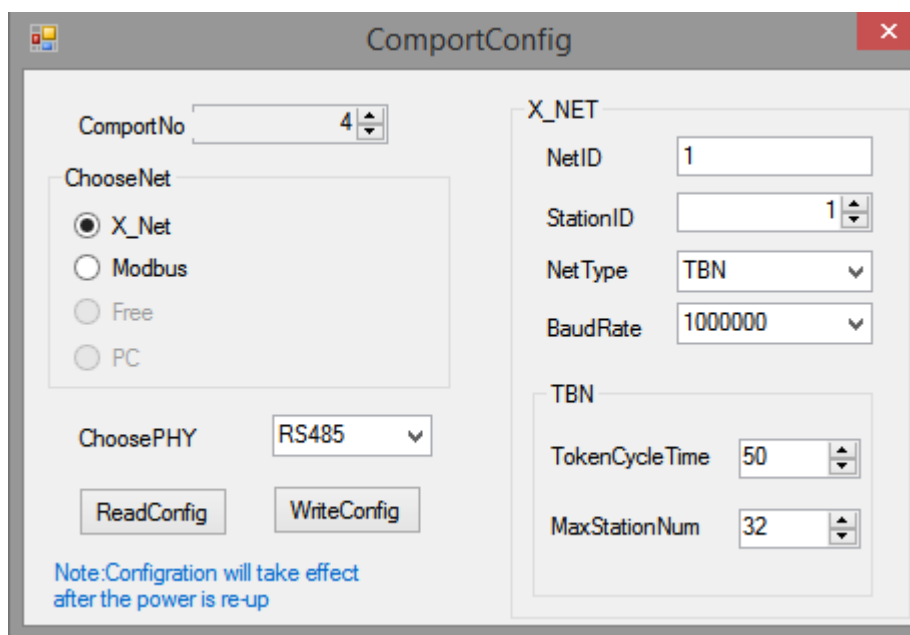 ComportConfig
ComportNo 4
ChooseNet
X_Net
Modbus
Free
PC
ChoosePHY RS485
ReadConfig WriteConfig
Note:Configration will take effect
after the power is re-up
X_NET
NetID 1
StationID 1
NetType TBN
BaudRate 1000000
TBN
TokenCycleTime 50
MaxStationNum 32